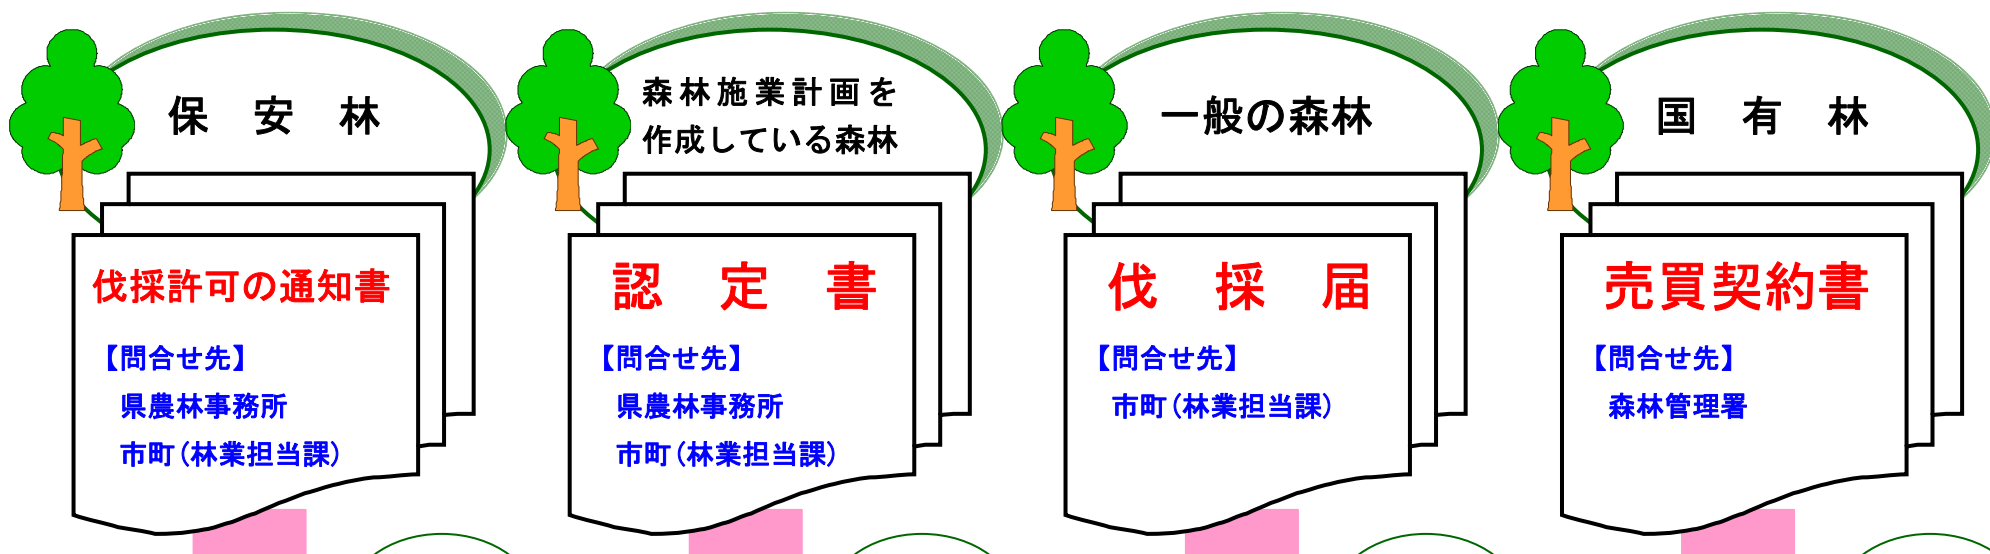 保 安 林
伐採許可の通知書
【問合せ先】
県農林事務所
市町(林業担当課)
森林施業計画を
作成している森林
認 定 書
【問合せ先】
県農林事務所
市町(林業担当課)
一般の森林
伐 採 届
【問合せ先】
市町(林業担当課)
国 有 林
売買契約書
【問合せ先】
森林管理署